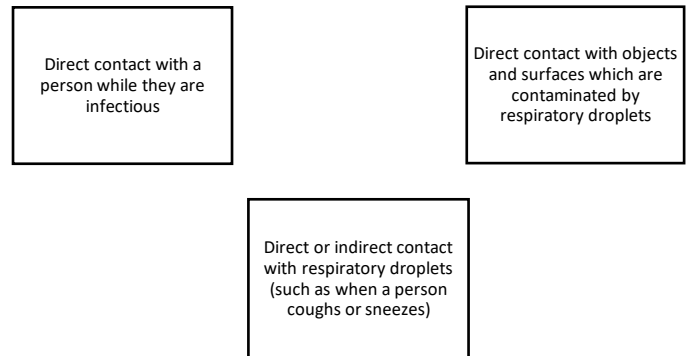 Direct contact with a
person while they are
infectious
Direct contact with objects
and surfaces which are
contaminated by
respiratory droplets
Direct or indirect contact
with respiratory droplets
(such as when a person
coughs or sneezes)